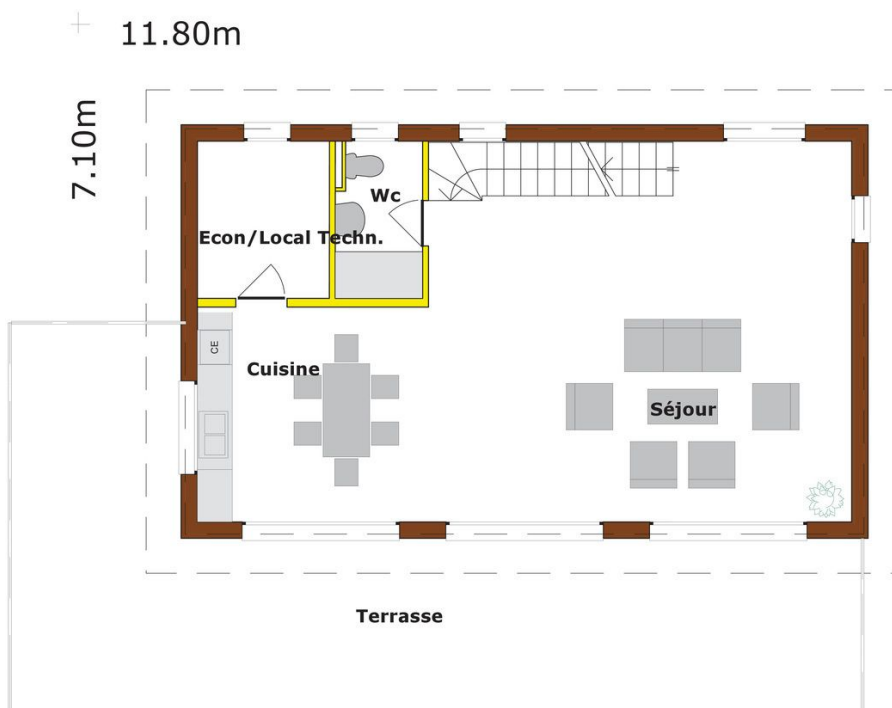 11.80m
7.10m
Wc
Econ/Local Techn.
CE
Cuisine
Séjour
Terrasse